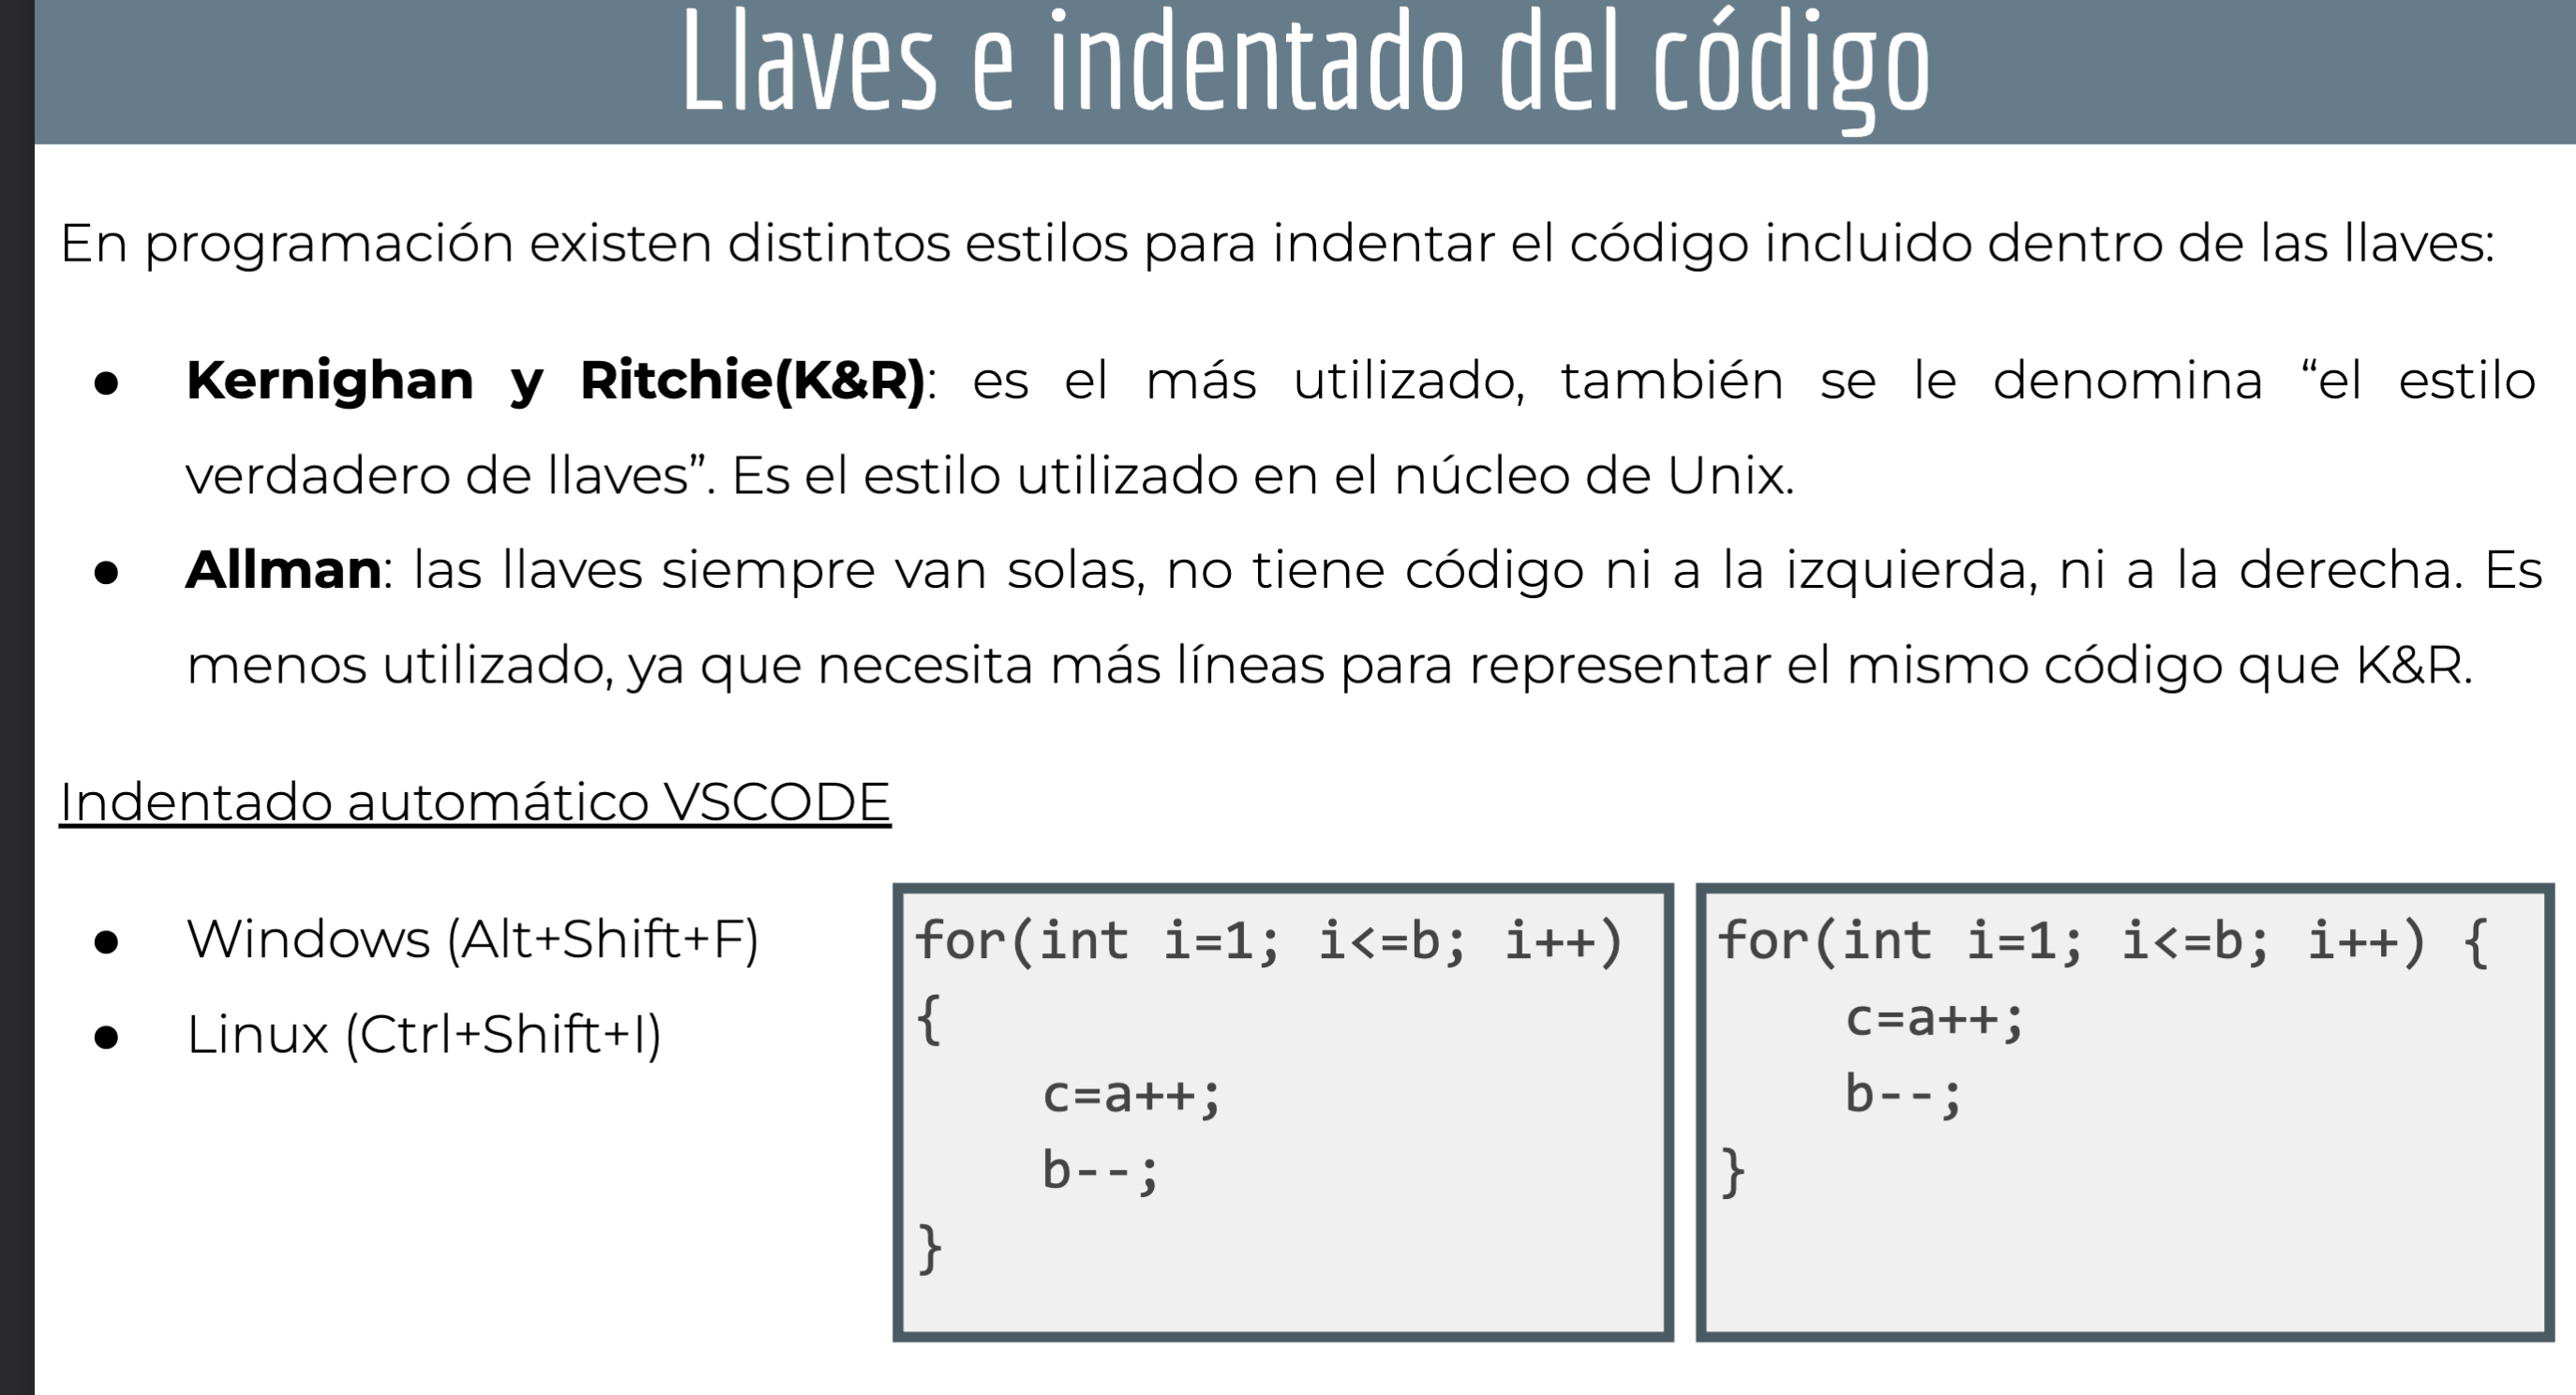 Llaves e indentado del código
En programación existen distintos estilos para indentar el código incluido dentro de las llaves:
● Kernighan y Ritchie(K&R): es el más utilizado, también se le denomina “el estilo
verdadero de llaves”. Es el estilo utilizado en el núcleo de Unix.
● Allman: las llaves siempre van solas, no tiene código ni a la izquierda, ni a la derecha. Es
menos utilizado, ya que necesita más líneas para representar el mismo código que K&R.
Indentado automático VSCODE
● Windows (Alt+Shift+F)
● Linux (Ctrl+Shift+I)
for(int i=1; i<=b; i++)
{
    c=a++;
    b--;
}
for(int i=1; i<=b; i++) {
    c=a++;
    b--;
}